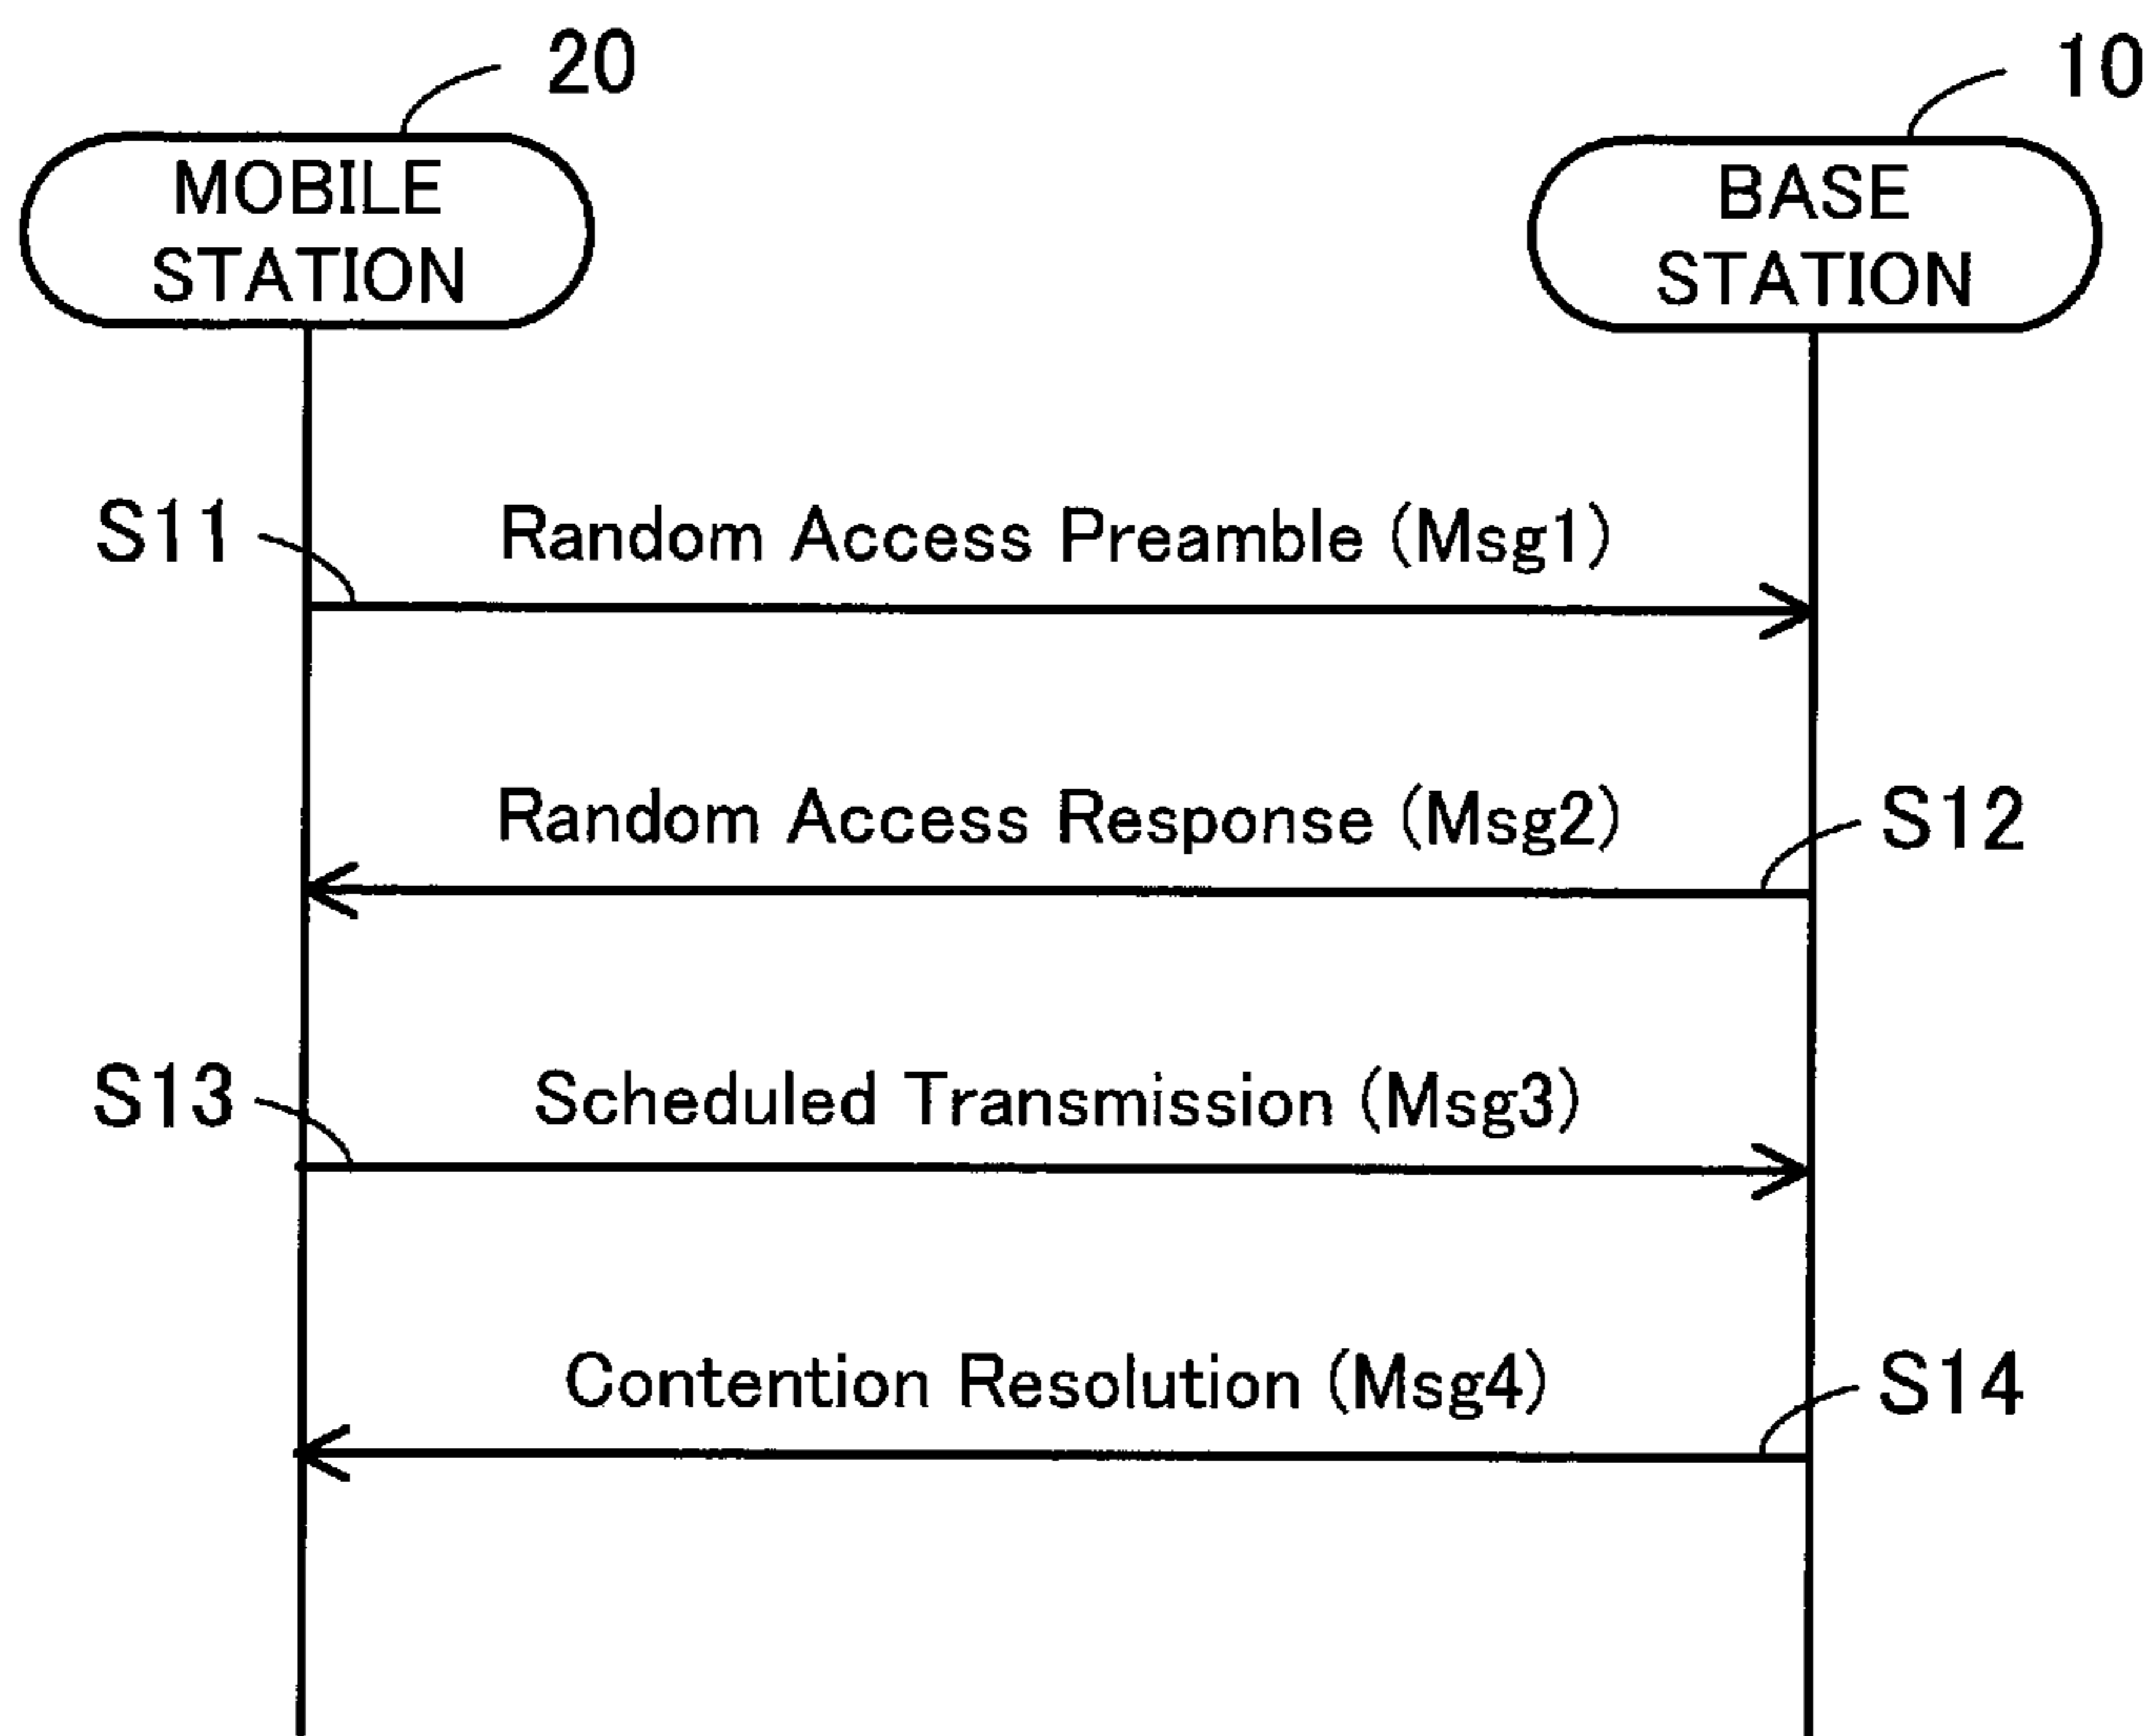 20
10
MOBILE
STATION
BASE
STATION
S11
Random Access Preamble (Msg1)
Random Access Response (Msg2)
S12
S13
Scheduled Transmission (Msg3)
Contention Resolution (Msg4)
S14